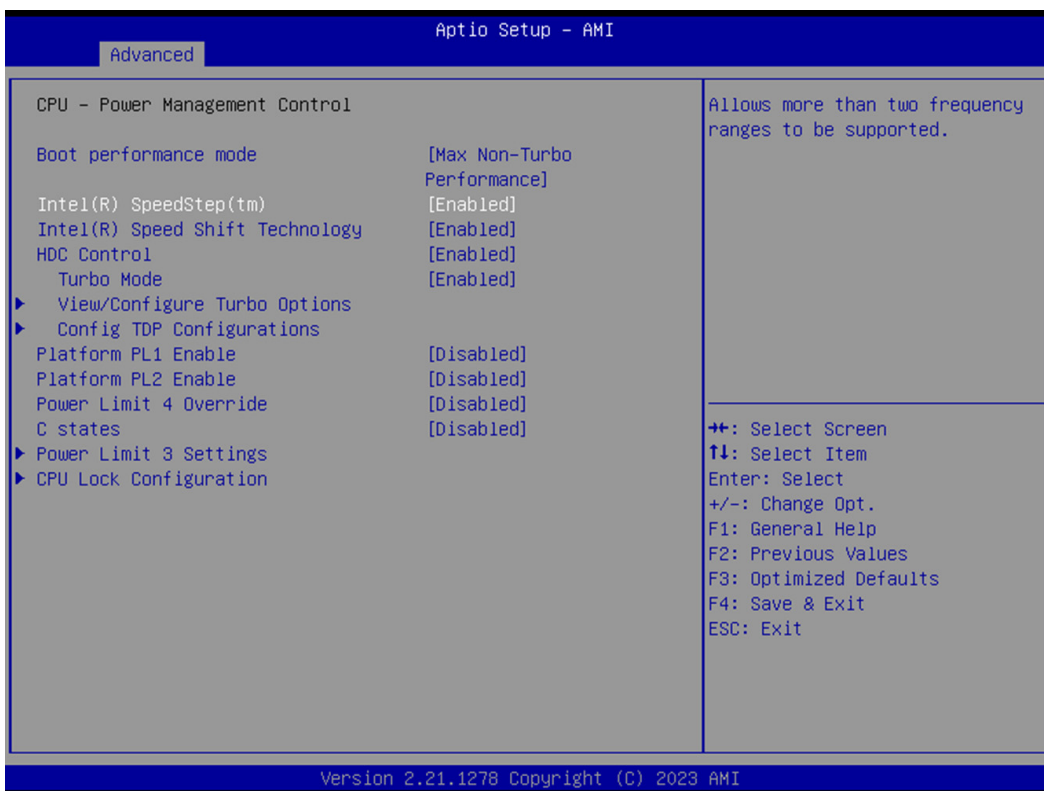 Aptio Setup – AMI
Advanced
CPU – Power Management Control
Boot performance mode [Max Non-Turbo
Performance]
Intel(R) SpeedStep(tm) [Enabled]
Intel(R) Speed Shift Technology [Enabled]
HDC Control [Enabled]
Turbo Mode [Enabled]
View/Configure Turbo Options
Config TDP Configurations
Platform PL1 Enable [Disabled]
Platform PL2 Enable [Disabled]
Power Limit 4 Override [Disabled]
C states [Disabled]
Power Limit 3 Settings
CPU Lock Configuration
Allows more than two frequency
ranges to be supported.
→←: Select Screen
↑↓: Select Item
Enter: Select
+/-: Change Opt.
F1: General Help
F2: Previous Values
F3: Optimized Defaults
F4: Save & Exit
ESC: Exit
Version 2.21.1278 Copyright (C) 2023 AMI